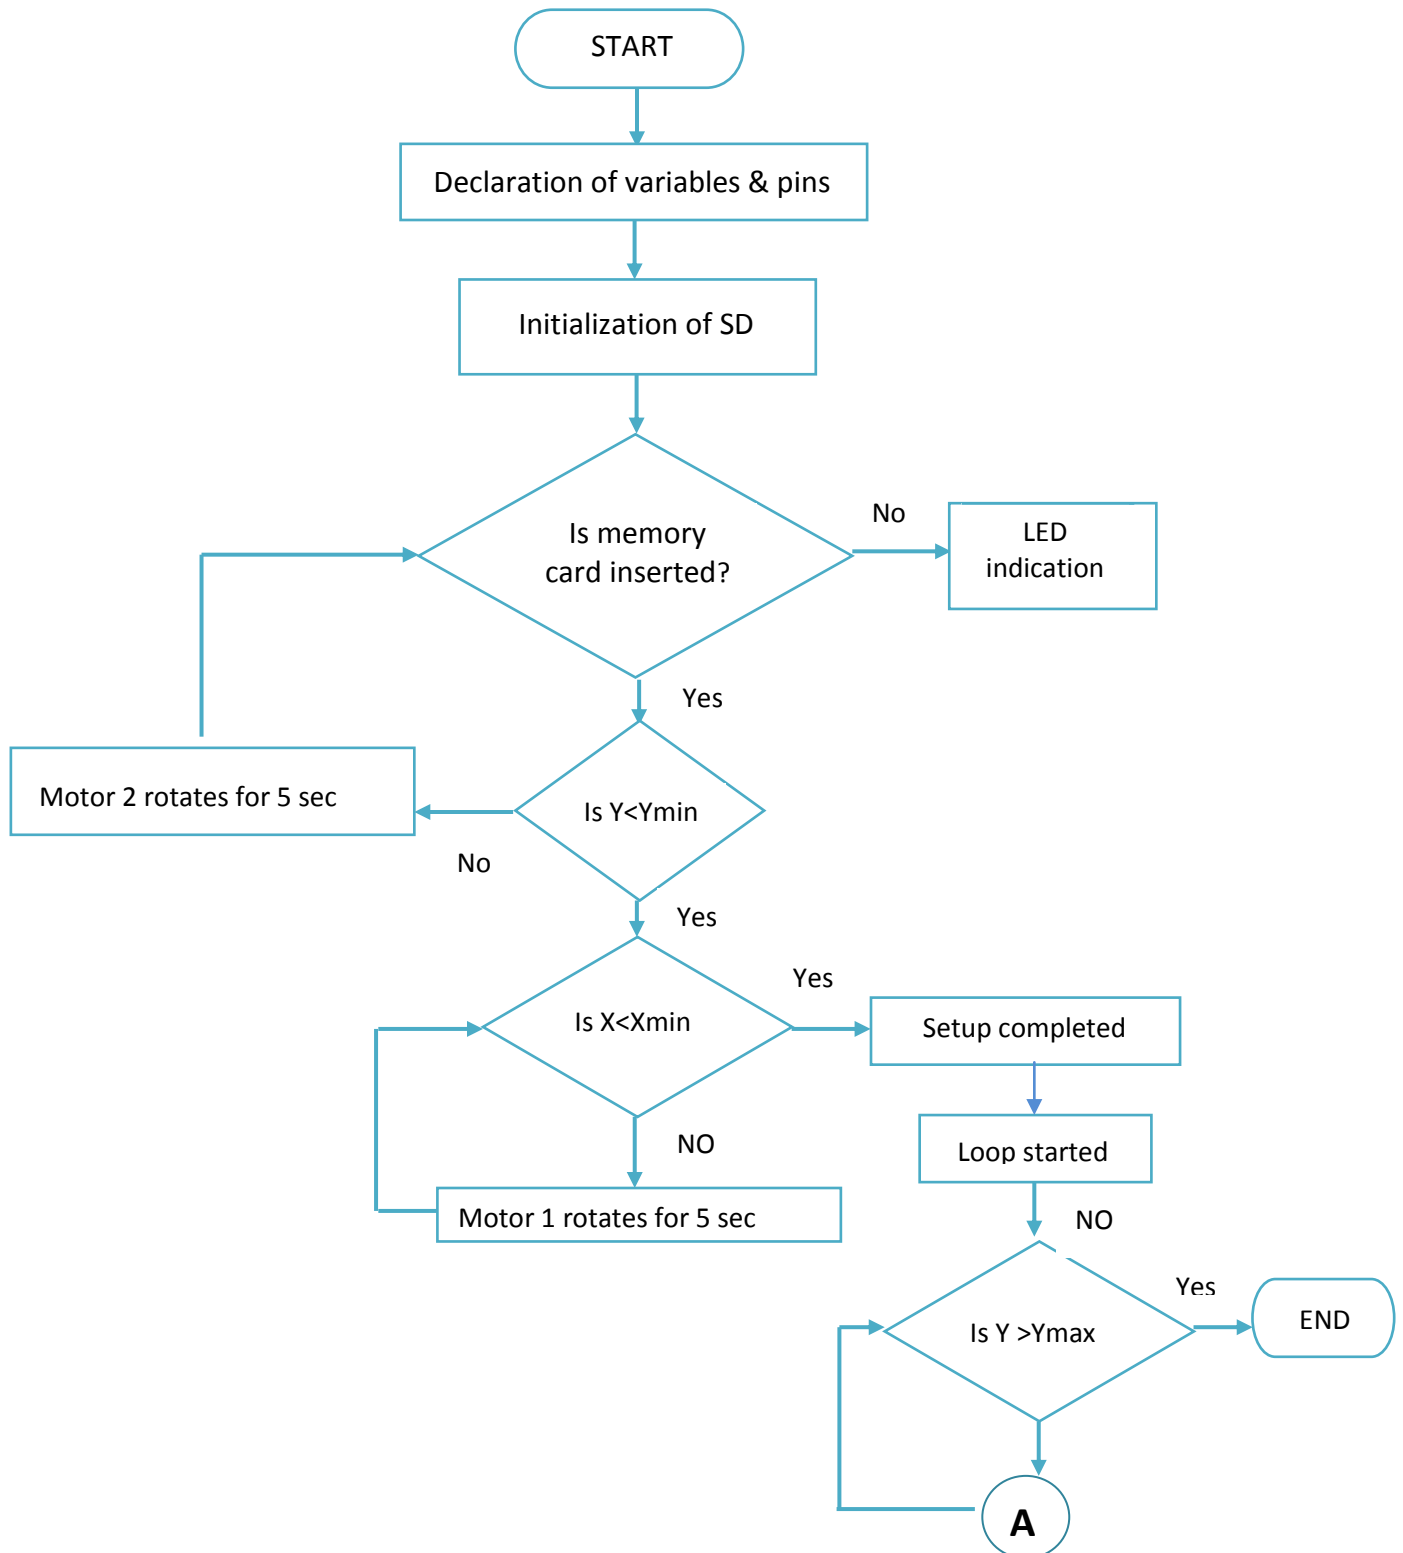 START
Declaration of variables & pins
Initialization of SD
Is memory
card inserted?
No
LED
indication
Yes
Motor 2 rotates for 5 sec
Is Y<Ymin
No
Yes
Is X<Xmin
Yes
Setup completed
NO
Loop started
Motor 1 rotates for 5 sec
NO
Is Y >Ymax
Yes
END
A